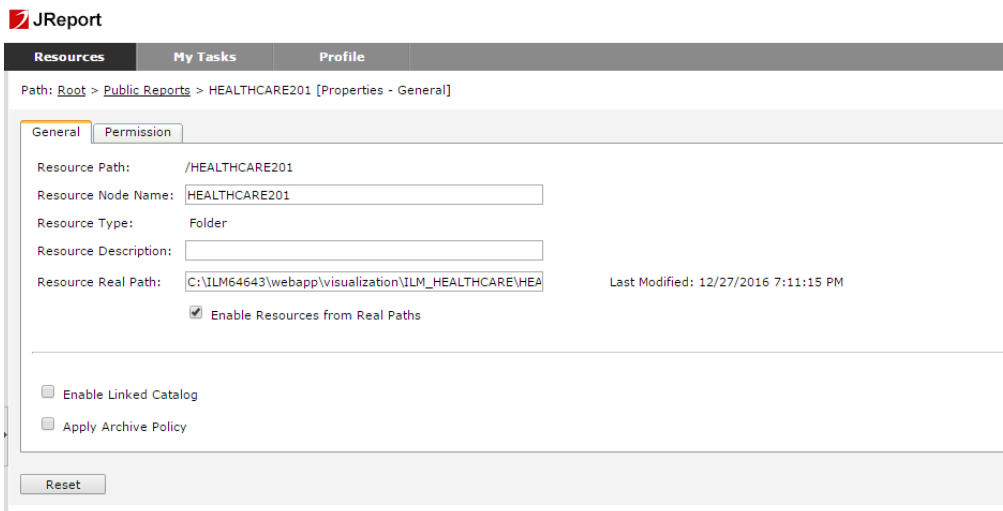 JReport
Resources My Tasks Profile
Path: Root > Public Reports > HEALTHCARE201 [Properties - General]
General Permission
Resource Path: /HEALTHCARE201
Resource Node Name: HEALTHCARE201
Resource Type: Folder
Resource Description:
Resource Real Path: C:\ILM64643\webapp\visualization\ILM_HEALTHCARE\HEA Last Modified: 12/27/2016 7:11:15 PM
Enable Resources from Real Paths
Enable Linked Catalog
Apply Archive Policy
Reset